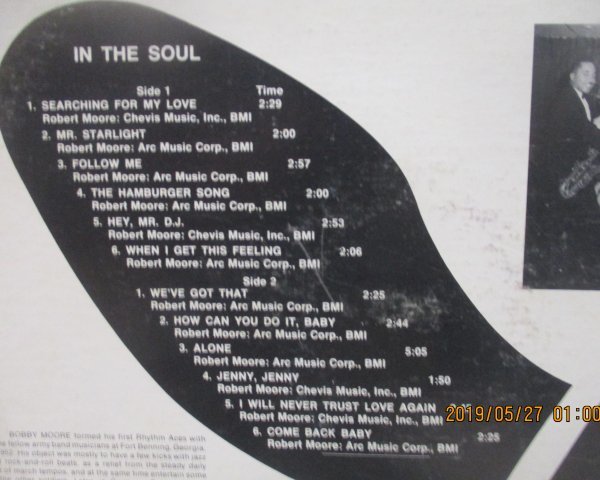 IN THE SOUL
Side 1 Time
1. SEARCHING FOR MY LOVE 2:29
Robert Moore: Chevis Music, Inc., BMI
2. MR. STARLIGHT 2:00
Robert Moore: Arc Music Corp., BMI
3. FOLLOW ME 2:57
Robert Moore: Arc Music Corp., BMI
4. THE HAMBURGER SONG 2:00
Robert Moore: Arc Music Corp., BMI
5. HEY, MR. D.J. 2:53
Robert Moore: Chevis Music, Inc., BMI
6. WHEN I GET THIS FEELING 2:06
Robert Moore: Arc Music Corp., BMI
Side 2
1. WE'VE GOT THAT 2:25
Robert Moore: Arc Music Corp., BMI
2. HOW CAN YOU DO IT, BABY 2:44
Robert Moore: Arc Music Corp., BMI
3. ALONE 5:05
Robert Moore: Arc Music Corp., BMI
4. JENNY, JENNY 1:50
Robert Moore: Chevis Music, Inc., BMI
5. I WILL NEVER TRUST LOVE AGAIN
Robert Moore: Chevis Music, Inc., BMI
6. COME BACK BABY 2:25
Robert Moore: Arc Music Corp., BMI
2019/05/27 01:00
BOBBY MOORE formed his first Rhythm Aces with
fellow army band musicians at Fort Benning, Georgia,
His object was mostly to have a few kicks with jazz
rock-and-roll beats, as a relief from the steady daily
of march tempos, and at the same time entertain some